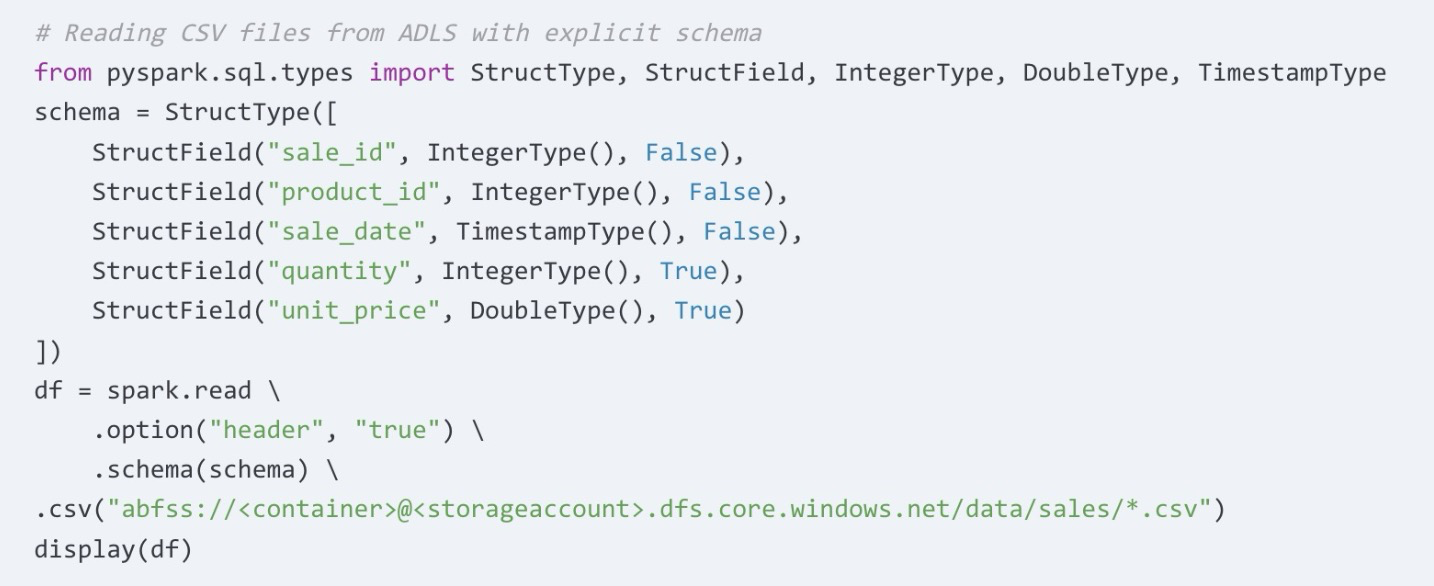 # Reading CSV files from ADLS with explicit schema
from pyspark.sql.types import StructType, StructField, IntegerType, DoubleType, TimestampType
schema = StructType([
    StructField("sale_id", IntegerType(), False),
    StructField("product_id", IntegerType(), False),
    StructField("sale_date", TimestampType(), False),
    StructField("quantity", IntegerType(), True),
    StructField("unit_price", DoubleType(), True)
])
df = spark.read \
    .option("header", "true") \
    .schema(schema) \
.csv("abfss://<container>@<storageaccount>.dfs.core.windows.net/data/sales/*.csv")
display(df)